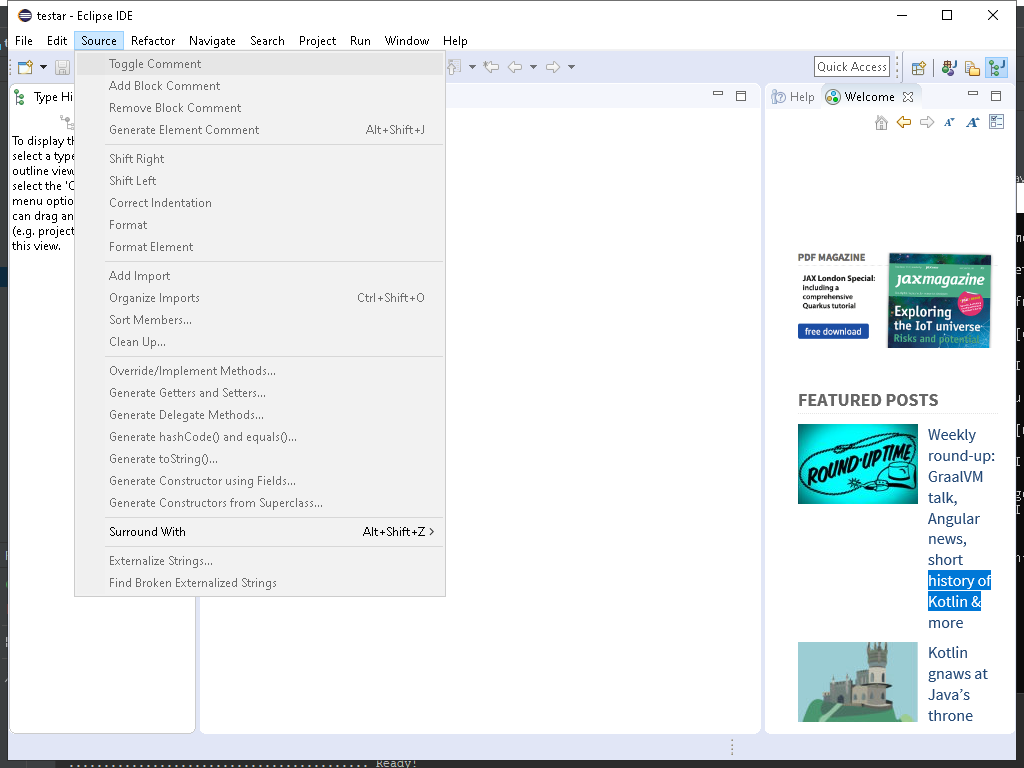 testar - Eclipse IDE
File Edit Source Refactor Navigate Search Project Run Window Help
Quick Access
Toggle Comment
Add Block Comment
Remove Block Comment
Generate Element Comment Alt+Shift+J
Shift Right
Shift Left
Correct Indentation
Format
Format Element
Add Import
Organize Imports Ctrl+Shift+O
Sort Members...
Clean Up...
Override/Implement Methods...
Generate Getters and Setters...
Generate Delegate Methods...
Generate hashCode() and equals()...
Generate toString()...
Generate Constructor using Fields...
Generate Constructors from Superclass...
Surround With Alt+Shift+Z
Externalize Strings...
Find Broken Externalized Strings
Type Hi
To display th
select a type
outline view
select the 'O
menu optio
can drag an
(e.g. project
this view.
Help Welcome
PDF MAGAZINE
JAX London Special:
including a
comprehensive
Quarkus tutorial
free download
jaxmagazine
Exploring
the IoT universe
Risks and potential
FEATURED POSTS
ROUND-UP TIME
Weekly
round-up:
GraalVM
talk,
Angular
news,
short
history of
Kotlin &
more
Kotlin
gnaws at
Java's
throne
Ready!